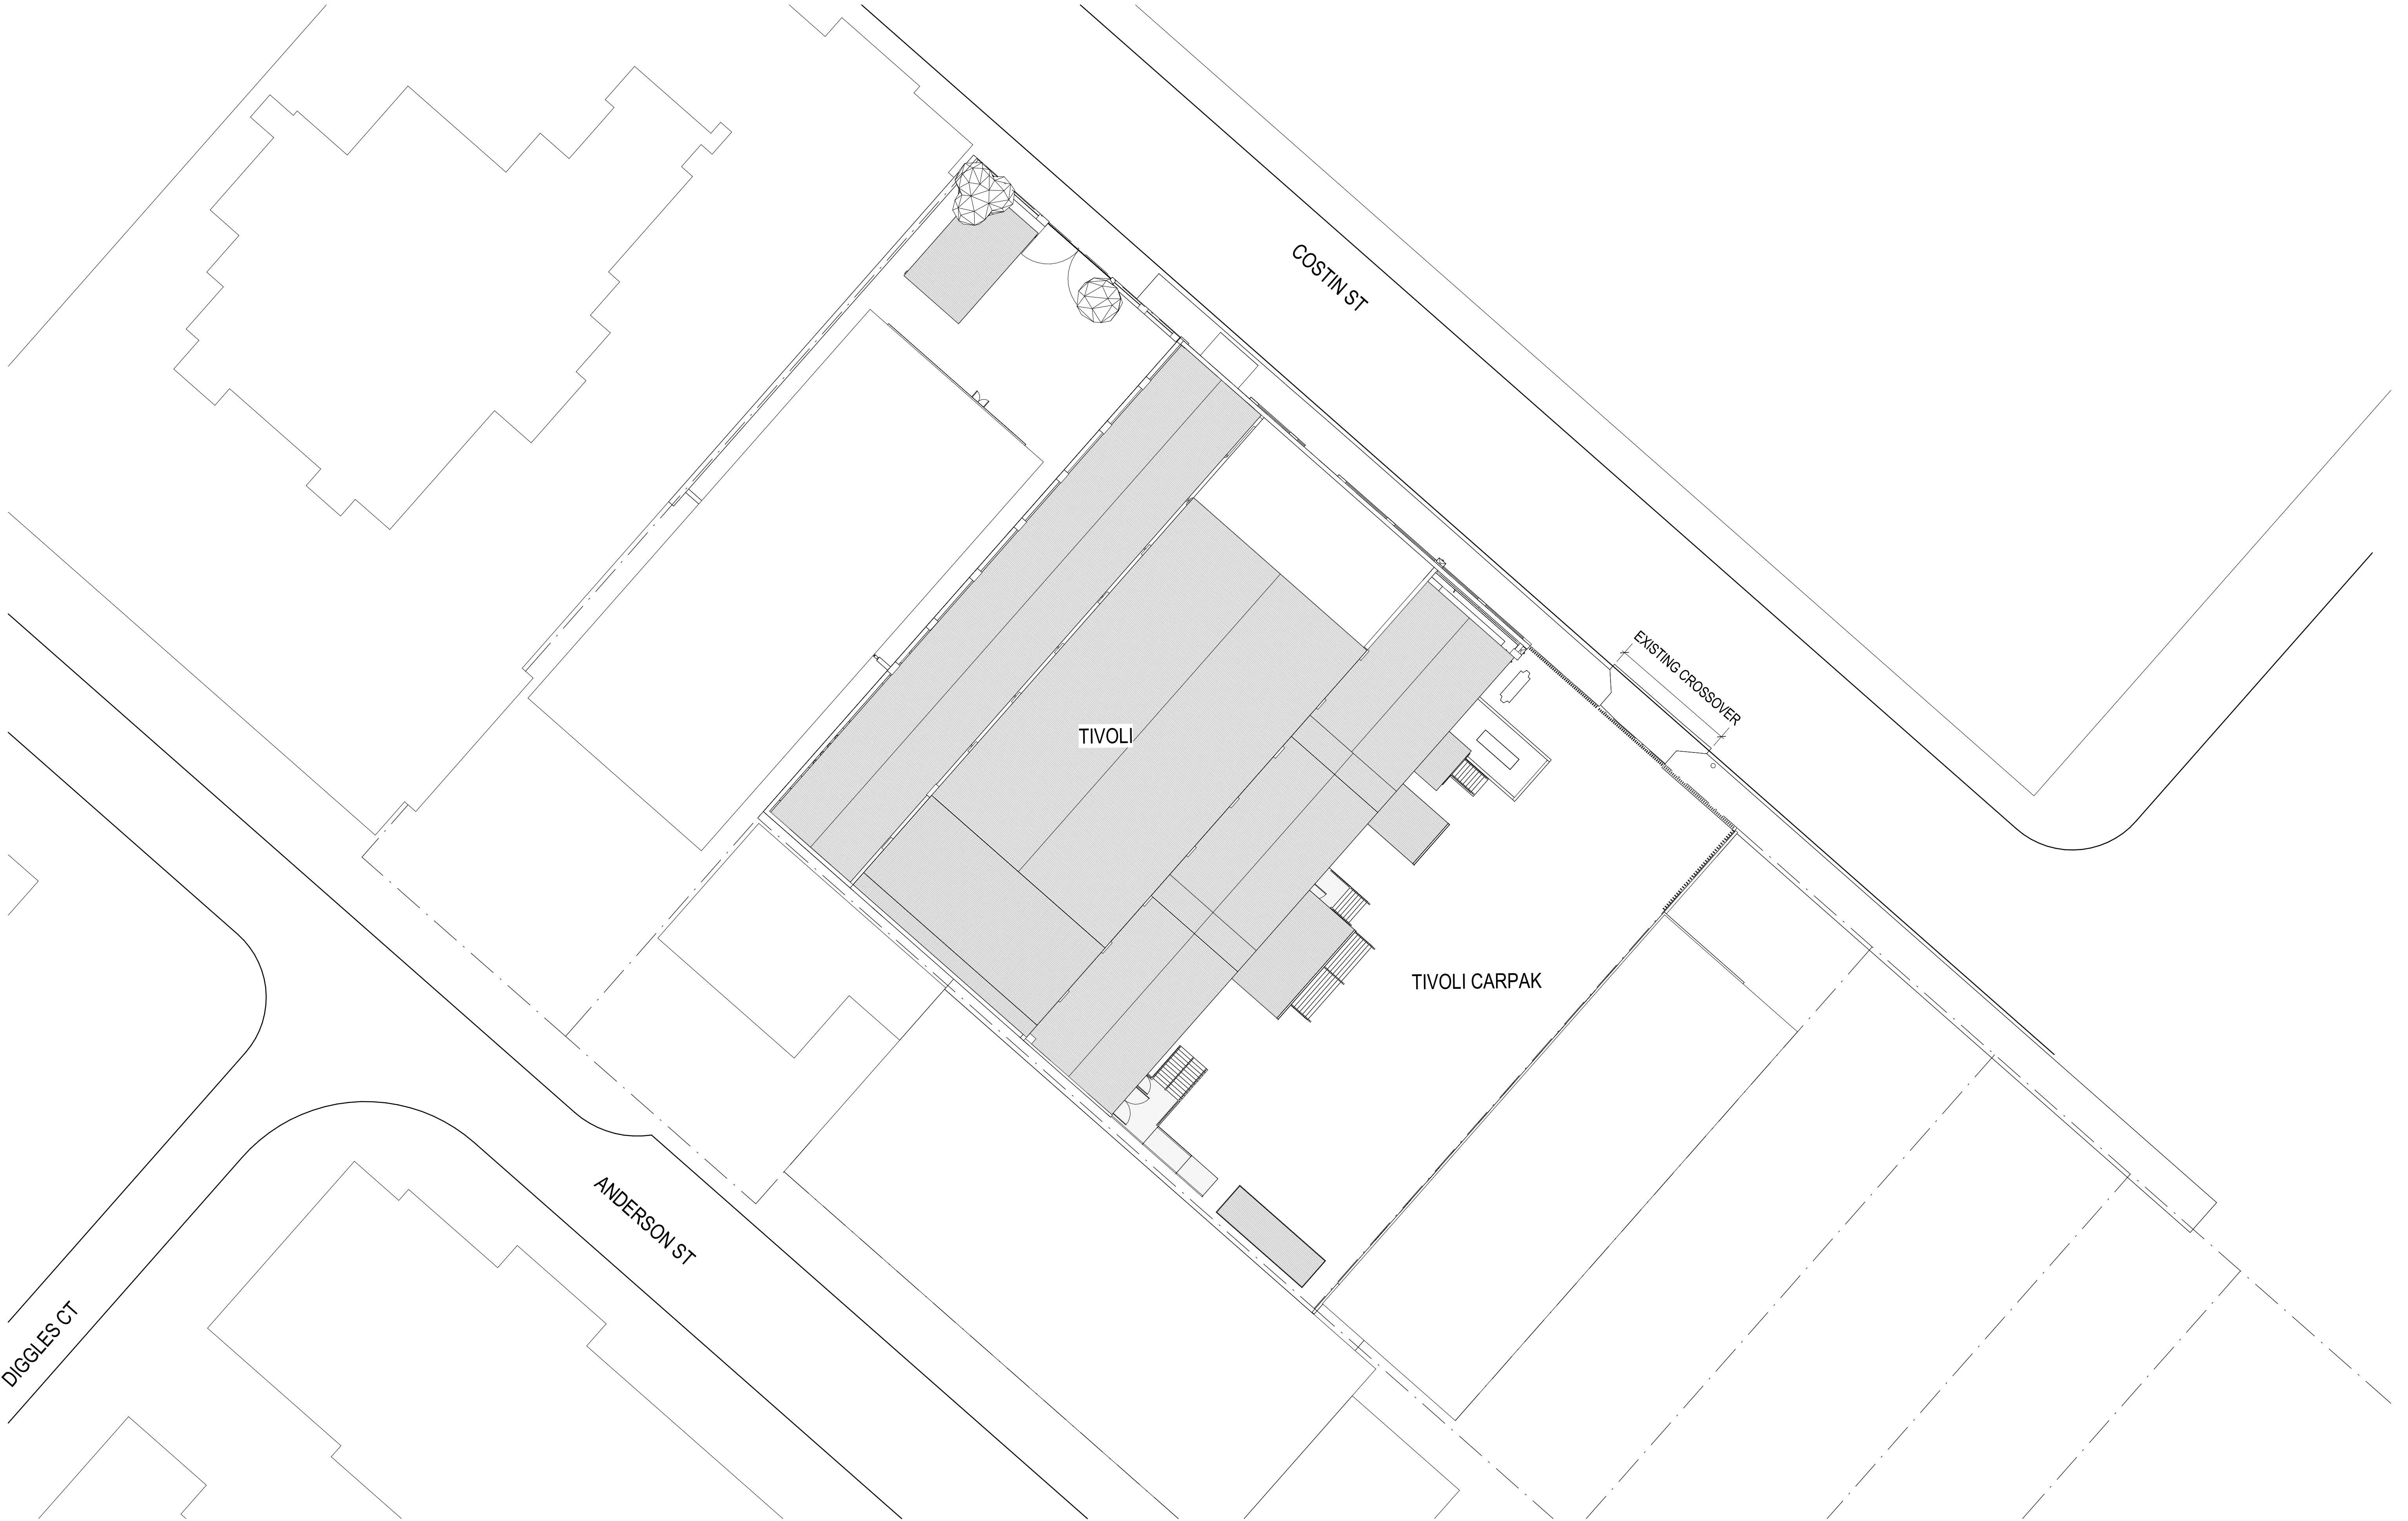 COSTIN ST
EXISTING CROSSOVER
TIVOLI
TIVOLI CARPAK
ANDERSON ST
DIGGLES CT